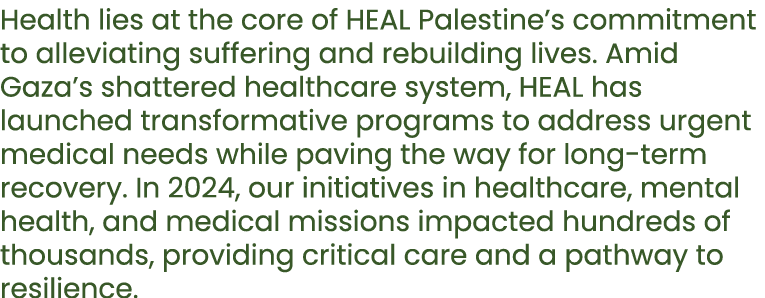 Health lies at the core of HEAL Palestine’s commitment
to alleviating suffering and rebuilding lives. Amid
Gaza’s shattered healthcare system, HEAL has
launched transformative programs to address urgent
medical needs while paving the way for long-term
recovery. In 2024, our initiatives in healthcare, mental
health, and medical missions impacted hundreds of
thousands, providing critical care and a pathway to
resilience.